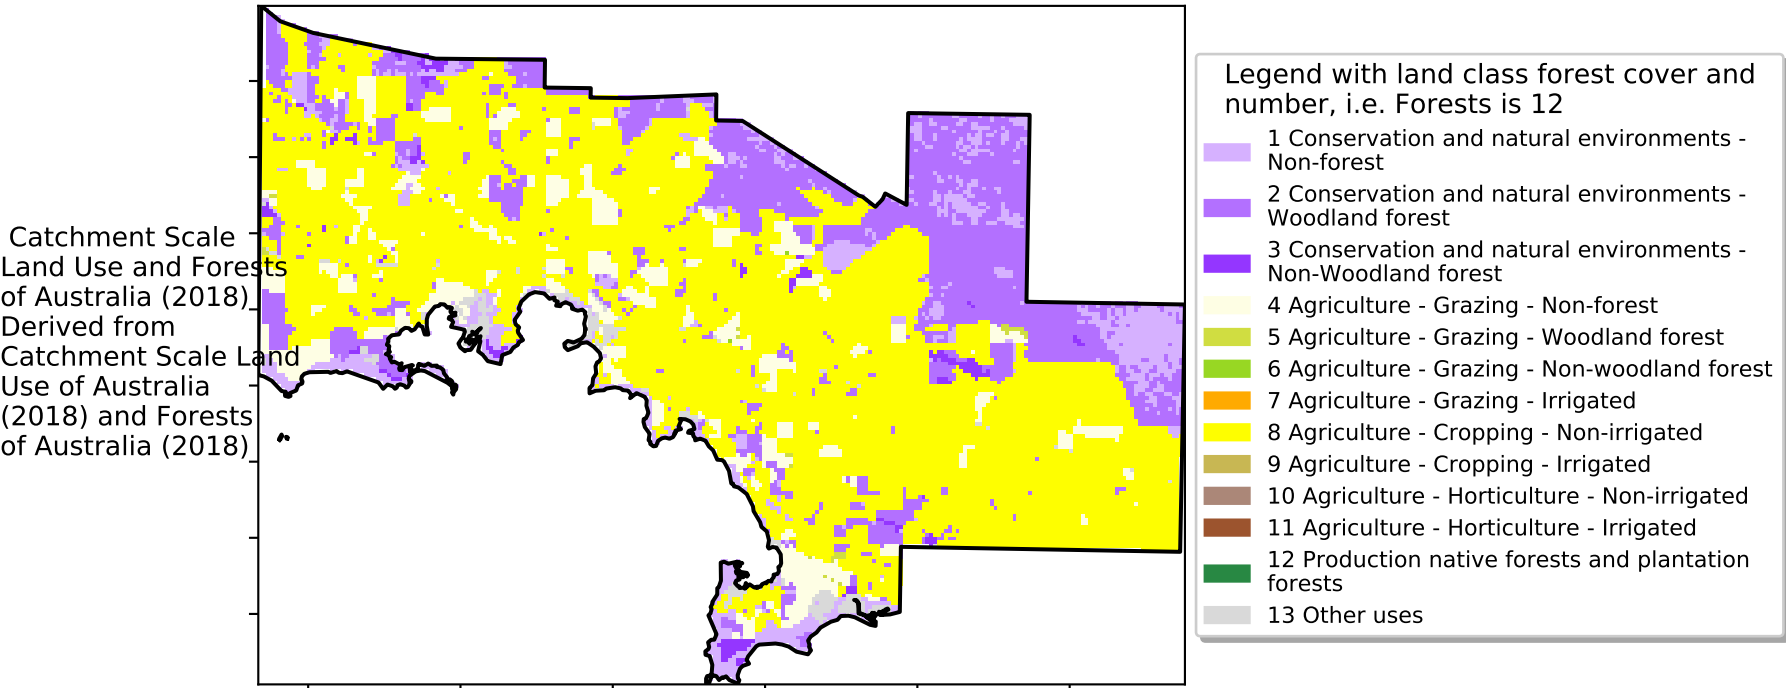 Catchment Scale
Land Use and Forests
of Australia (2018)
Derived from
Catchment Scale Land
Use of Australia
(2018) and Forests
of Australia (2018)
Legend with land class forest cover and
number, i.e. Forests is 12
1 Conservation and natural environments -
Non-forest
2 Conservation and natural environments -
Woodland forest
3 Conservation and natural environments -
Non-Woodland forest
4 Agriculture - Grazing - Non-forest
5 Agriculture - Grazing - Woodland forest
6 Agriculture - Grazing - Non-woodland forest
7 Agriculture - Grazing - Irrigated
8 Agriculture - Cropping - Non-irrigated
9 Agriculture - Cropping - Irrigated
10 Agriculture - Horticulture - Non-irrigated
11 Agriculture - Horticulture - Irrigated
12 Production native forests and plantation
forests
13 Other uses